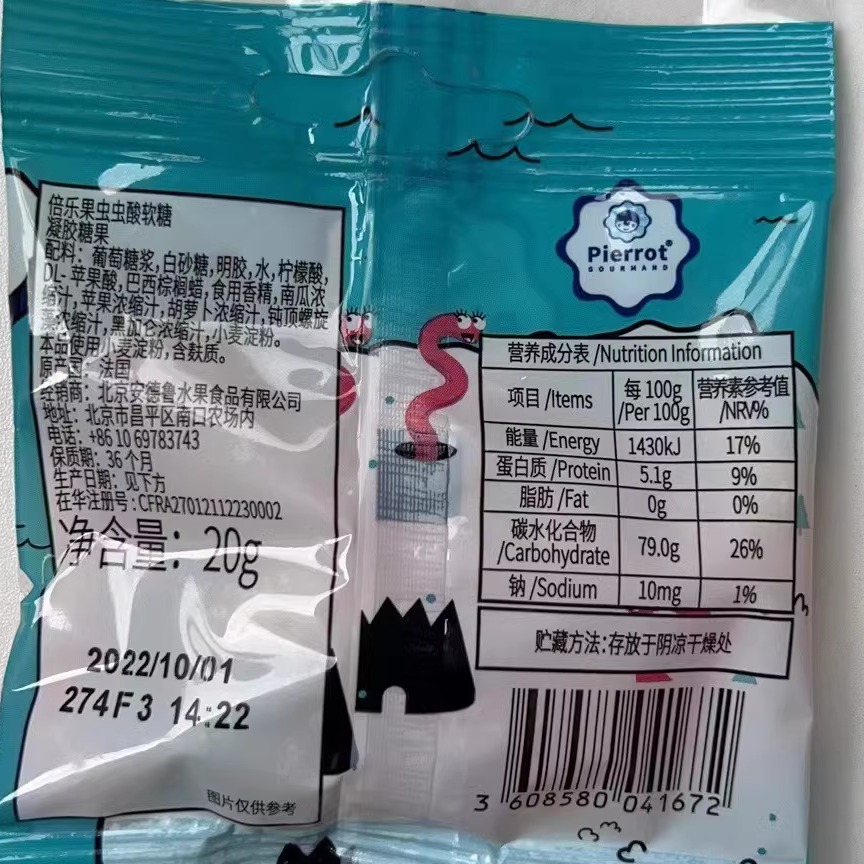 倍乐果虫虫酸软糖
凝胶糖果
配料：葡萄糖浆,白砂糖,明胶,水,柠檬酸,
DL-苹果酸,巴西棕榈蜡,食用香精,南瓜浓
缩汁,苹果浓缩汁,胡萝卜浓缩汁,钝顶螺旋
藻浓缩汁,黑加仑浓缩汁,小麦淀粉。
本品使用小麦淀粉,含麸质。
原产国：法国
经销商：北京安德鲁水果食品有限公司
地址：北京市昌平区南口农场内
电话：+86 10 69783743
保质期：36个月
生产日期：见下方
在华注册号:CFRA27012112230002
净含量：20g
2022/10/01
274F3 14:22
图片仅供参考
Pierrot®
GOURMAND
营养成分表/Nutrition Information
项目/Items 每100g/Per 100g 营养素参考值/NRV%
能量/Energy 1430kJ 17%
蛋白质/Protein 5.1g 9%
脂肪/Fat 0g 0%
碳水化合物/Carbohydrate 79.0g 26%
钠/Sodium 10mg 1%
贮藏方法:存放于阴凉干燥处
3 608580 041672